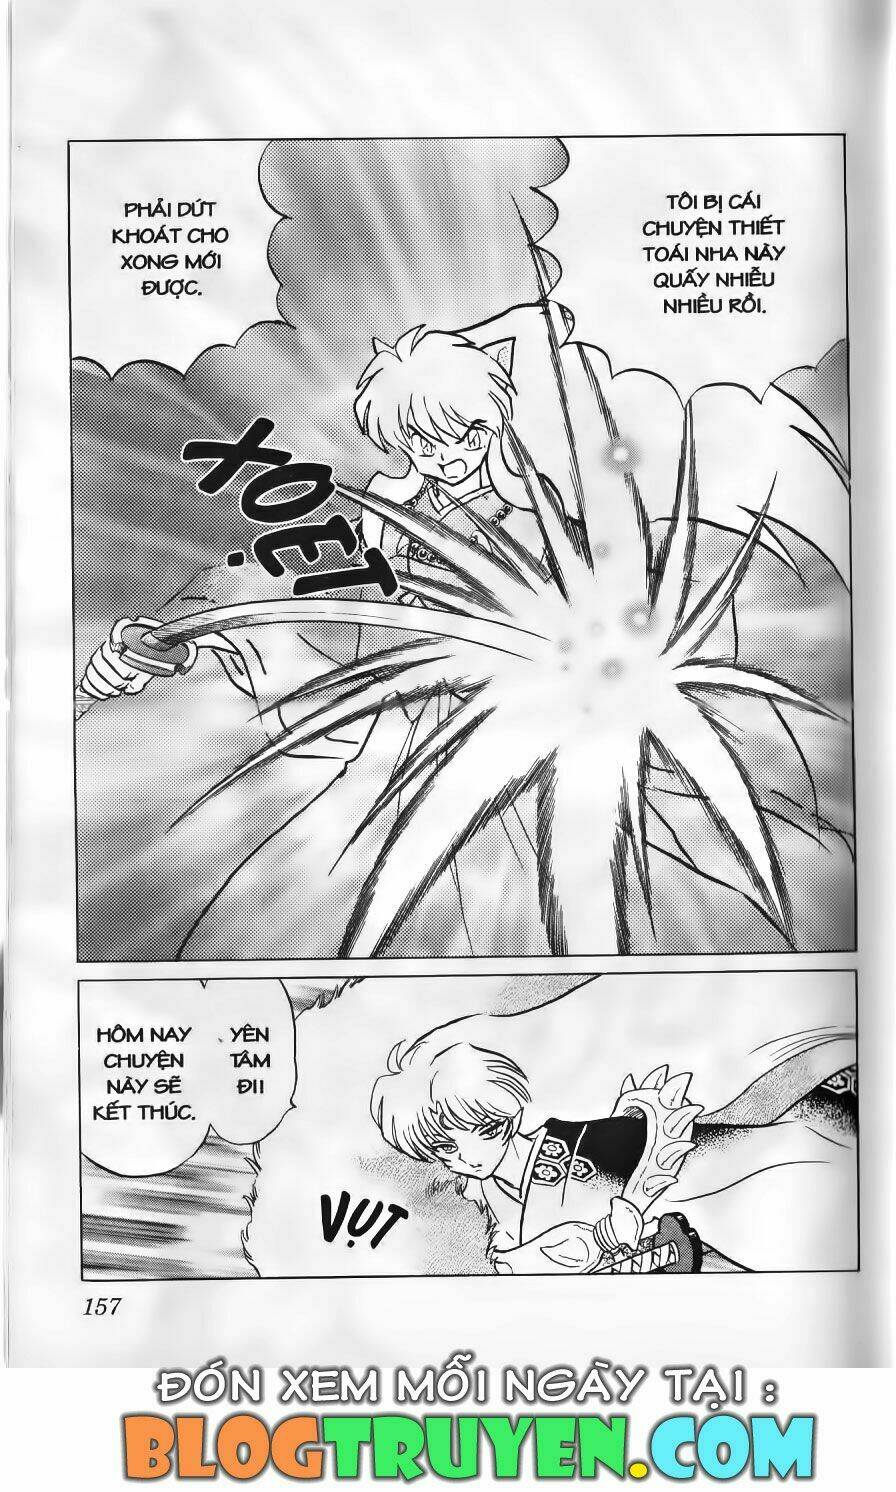 TÔI BỊ CÁI
CHUYỆN THIẾT
TOÁI NHA NÀY
QUẤY NHIỄU
NHIỀU RỒI.
PHẢI DỨT
KHOÁT CHO
XONG MỚI
ĐƯỢC.
XOẸT
YÊN
TÂM
ĐI!
HÔM NAY
CHUYỆN
NÀY SẼ
KẾT THÚC.
VỤT
157
ĐÓN XEM MỖI NGÀY TẠI :
BLOGTRUYEN.COM